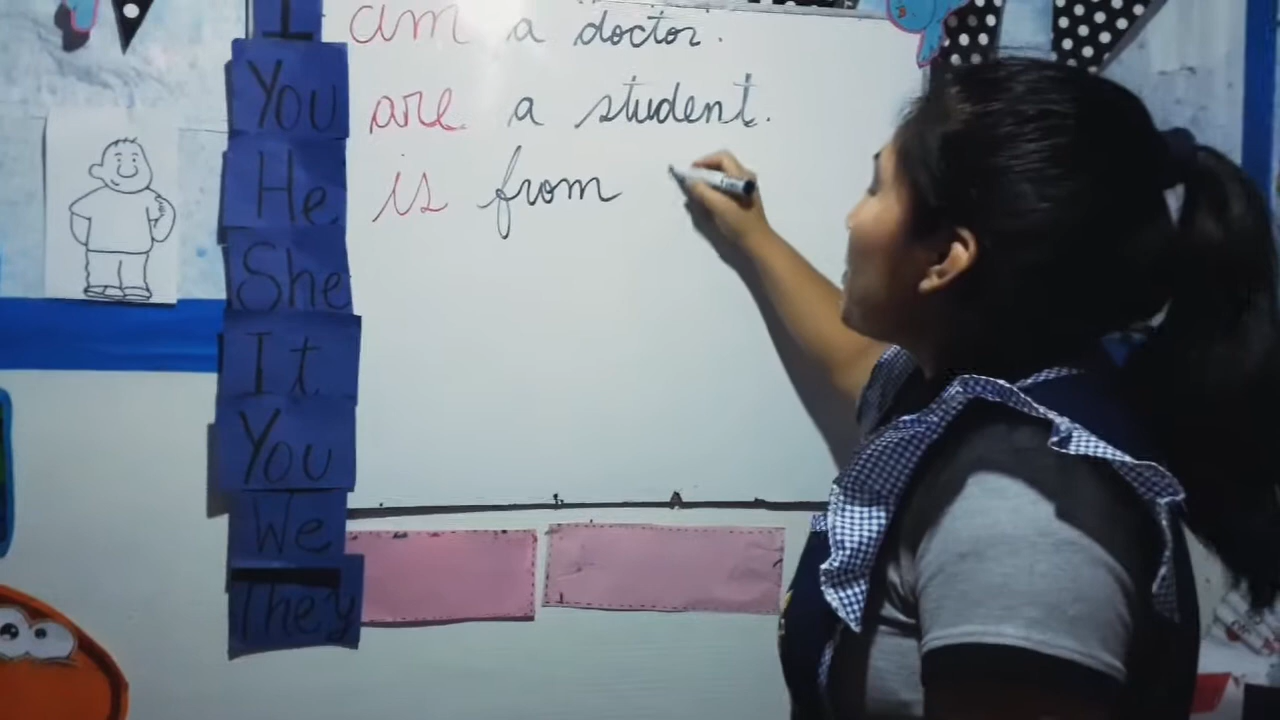 I am a doctor.
You are a student.
He is from
She
It
You
We
They